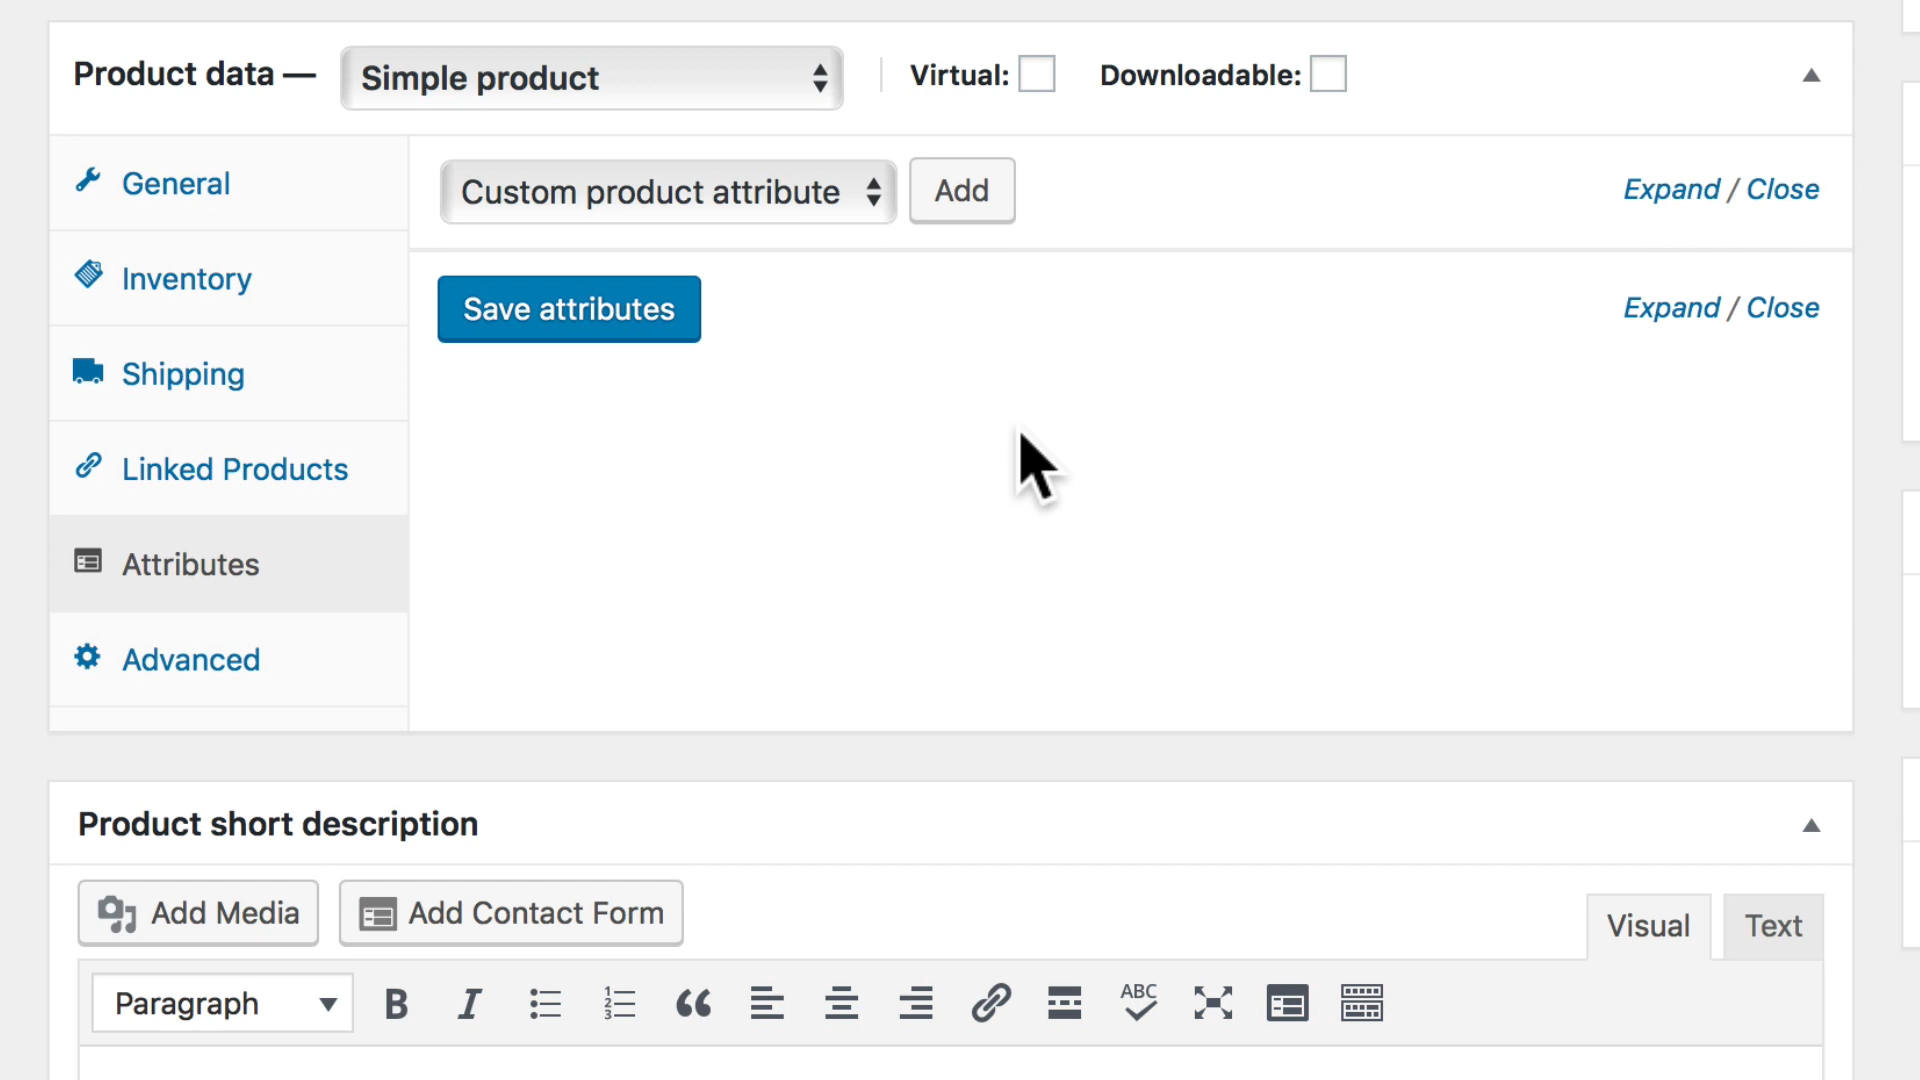 Product data — Simple product Virtual: Downloadable:
General
Inventory
Shipping
Linked Products
Attributes
Advanced
Custom product attribute Add Expand / Close
Save attributes Expand / Close
Product short description
Add Media Add Contact Form Visual Text
Paragraph B I ABC